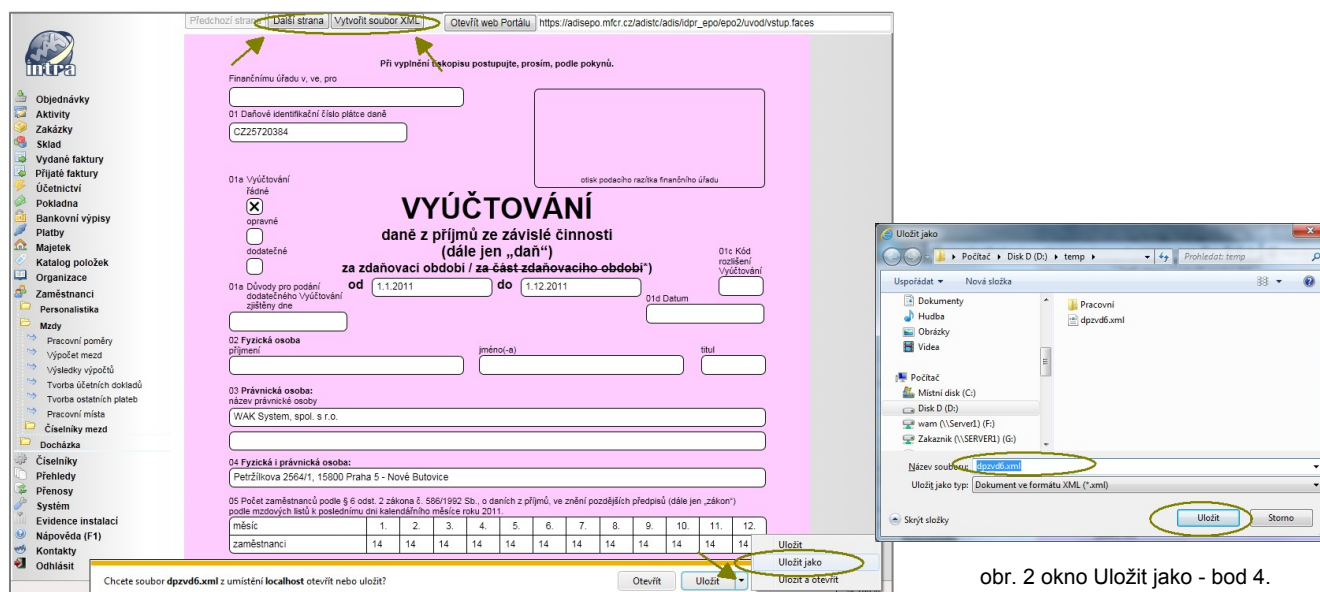 Předchozí strana Další strana Vytvořit soubor XML Otevřít web Portálu https://adisepo.mfcr.cz/adistc/adis/idpr_epo/epo2/uvod/vstup.faces
intra
Objednávky
Aktivity
Zakázky
Sklad
Vydané faktury
Přijaté faktury
Účetnictví
Pokladna
Bankovní výpisy
Platby
Majetek
Katalog položek
Organizace
Zaměstnanci
Personalistika
Mzdy
Pracovní poměry
Výpočet mezd
Výsledky výpočtů
Tvorba účetních dokladů
Tvorba ostatních plateb
Pracovní místa
Číselníky mezd
Docházka
Číselníky
Přehledy
Přenosy
Systém
Evidence instalací
Nápověda (F1)
Kontakty
Odhlásit
Při vyplnění tiskopisu postupujte, prosím, podle pokynů.
Finančnímu úřadu v, ve, pro
01 Daňové identifikační číslo plátce daně
CZ25720384
otisk podacího razítka finančního úřadu
01a Vyúčtování
řádné
X
opravné
dodatečné
VYÚČTOVÁNÍ
daně z příjmů ze závislé činnosti
(dále jen „daň“)
za zdaňovací období / za část zdaňovacího období*)
od 1.1.2011 do 1.12.2011
01c Kód
rozlišení
Vyúčtování
01a Důvody pro podání
dodatečného Vyúčtování
zjištěny dne
01d Datum
02 Fyzická osoba
příjmení jméno(-a) titul
03 Právnická osoba:
název právnické osoby
WAK System, spol. s r.o.
04 Fyzická i právnická osoba:
Petržílkova 2564/1, 15800 Praha 5 - Nové Butovice
05 Počet zaměstnanců podle § 6 odst. 2 zákona č. 586/1992 Sb., o daních z příjmů, ve znění pozdějších předpisů (dále jen „zákon“)
podle mzdových listů k poslednímu dni kalendářního měsíce roku 2011.
měsíc 1. 2. 3. 4. 5. 6. 7. 8. 9. 10. 11. 12.
zaměstnanci 14 14 14 14 14 14 14 14 14 14 14 14
Uložit
Uložit jako
Uložit a otevřít
Chcete soubor dpzvd6.xml z umístění localhost otevřít nebo uložit? Otevřít Uložit
Uložit jako
Počítač Disk D (D:) temp Prohledat: temp
Uspořádat Nová složka
Dokumenty
Hudba
Obrázky
Videa
Počítač
Místní disk (C:)
Disk D (D:)
wam (\\Server1) (F:)
Zakaznik (\\SERVER1) (G:)
Pracovní
dpzvd6.xml
Název souboru: dpzvd6.xml
Uložit jako typ: Dokument ve formátu XML (*.xml)
Skrýt složky Uložit Storno
obr. 2 okno Uložit jako - bod 4.